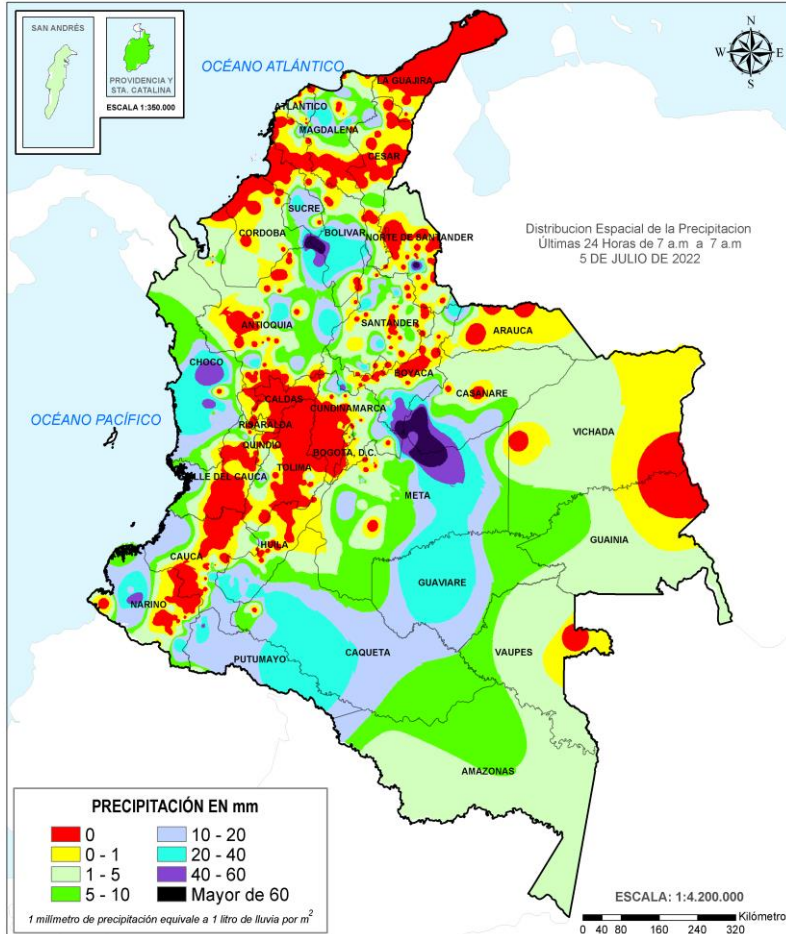 SAN ANDRÉS
PROVIDENCIA Y
STA. CATALINA
ESCALA 1:350.000
OCÉANO ATLÁNTICO
N
W
E
S
LA GUAJIRA
ATLANTICO
MAGDALENA
CESAR
SUCRE
CORDOBA
BOLIVAR
NORTE DE SANTANDER
Distribucion Espacial de la Precipitacion
Últimas 24 Horas de 7 a.m a 7 a.m
5 DE JULIO DE 2022
ANTIOQUIA
SANTANDER
ARAUCA
CHOCO
BOYACA
CASANARE
CALDAS
CUNDINAMARCA
OCÉANO PACÍFICO
RISARALDA
VICHADA
QUINDIO
BOGOTA, D.C.
TOLIMA
VALLE DEL CAUCA
META
GUAINIA
HUILA
CAUCA
GUAVIARE
NARIÑO
VAUPES
CAQUETA
PUTUMAYO
AMAZONAS
PRECIPITACIÓN EN mm
0
10 - 20
0 - 1
20 - 40
1 - 5
40 - 60
5 - 10
Mayor de 60
1 milímetro de precipitación equivale a 1 litro de lluvia por m²
ESCALA: 1:4.200.000
Kilómetro
0 40 80 160 240 320